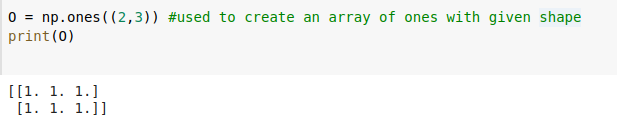 O = np.ones((2,3)) #used to create an array of ones with given shape
print(O)
[[1. 1. 1.]
 [1. 1. 1.]]